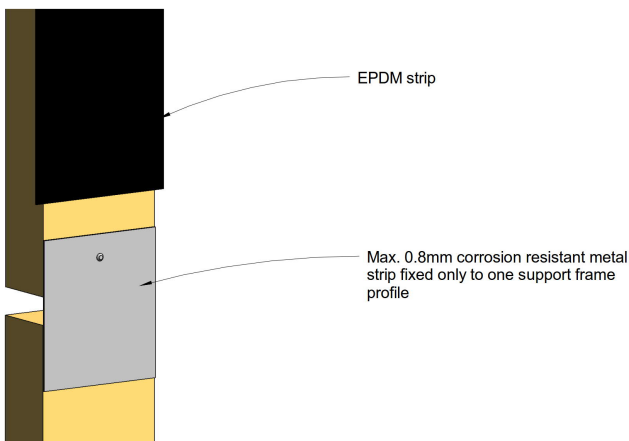 EPDM strip
Max. 0.8mm corrosion resistant metal
strip fixed only to one support frame
profile